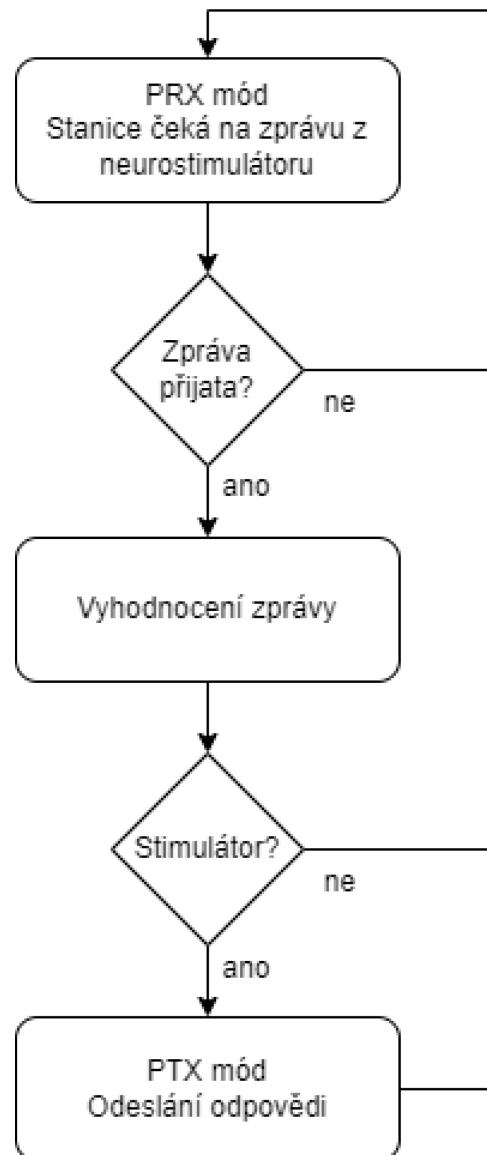 PRX mód
Stanice čeká na zprávu z
neurostimulátoru
Zpráva
přijata?
ne
ano
Vyhodnocení zprávy
Stimulátor?
ne
ano
PTX mód
Odeslání odpovědi